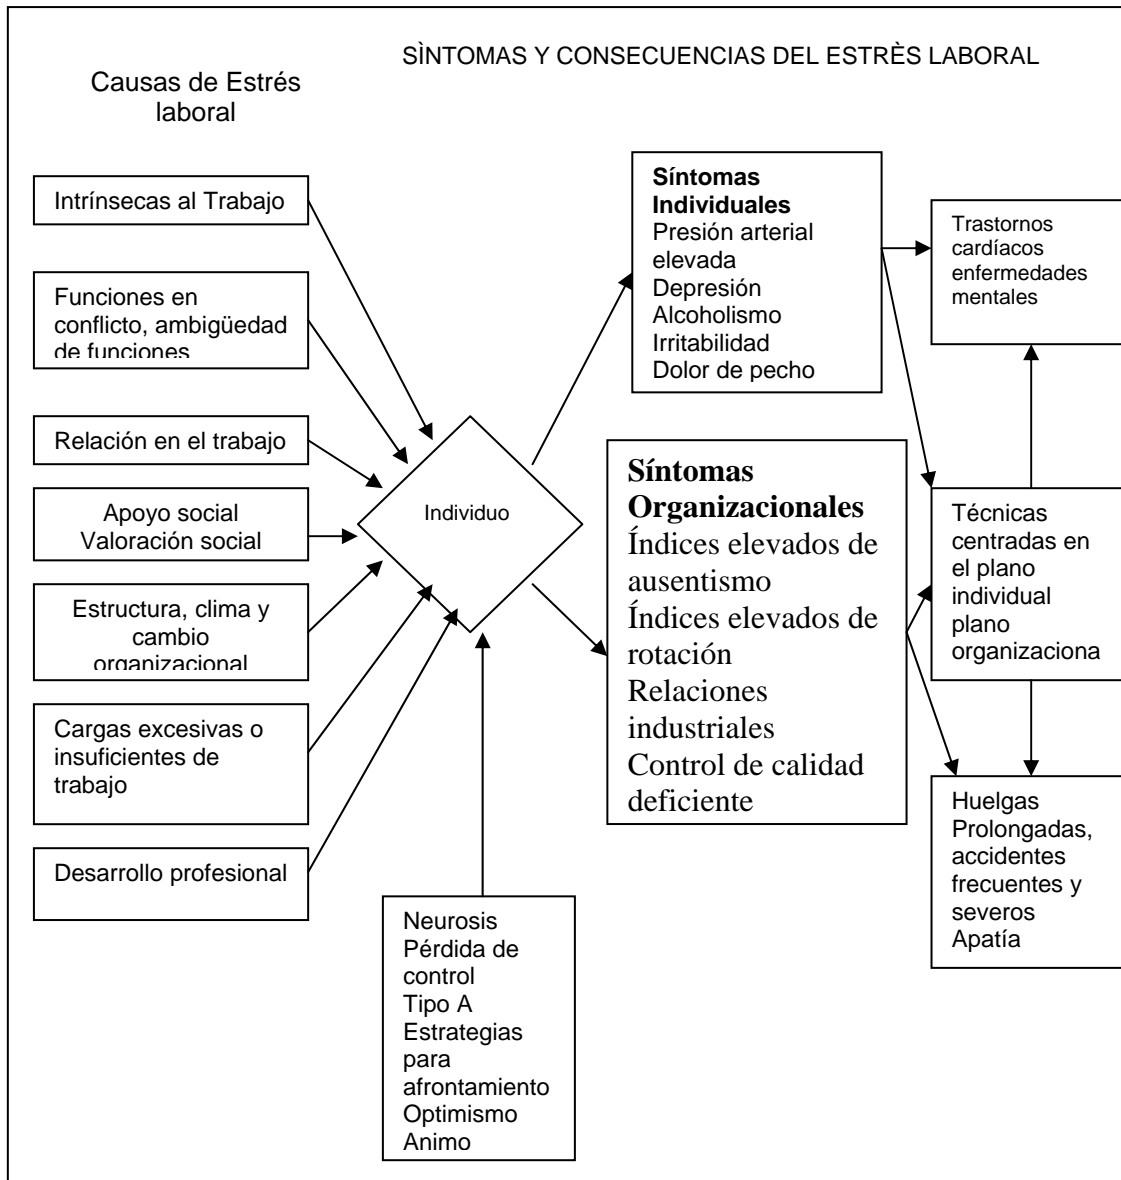 SÌNTOMAS Y CONSECUENCIAS DEL ESTRÈS LABORAL
Causas de Estrés
laboral
Intrínsecas al Trabajo
Funciones en
conflicto, ambigüedad
de funciones
Relación en el trabajo
Apoyo social
Valoración social
Estructura, clima y
cambio
organizacional
Cargas excesivas o
insuficientes de
trabajo
Desarrollo profesional
Individuo
Neurosis
Pérdida de
control
Tipo A
Estrategias
para
afrontamiento
Optimismo
Animo
Síntomas
Individuales
Presión arterial
elevada
Depresión
Alcoholismo
Irritabilidad
Dolor de pecho
Síntomas
Organizacionales
Índices elevados de
ausentismo
Índices elevados de
rotación
Relaciones
industriales
Control de calidad
deficiente
Trastornos
cardíacos
enfermedades
mentales
Técnicas
centradas en
el plano
individual
plano
organizaciona
Huelgas
Prolongadas,
accidentes
frecuentes y
severos
Apatía